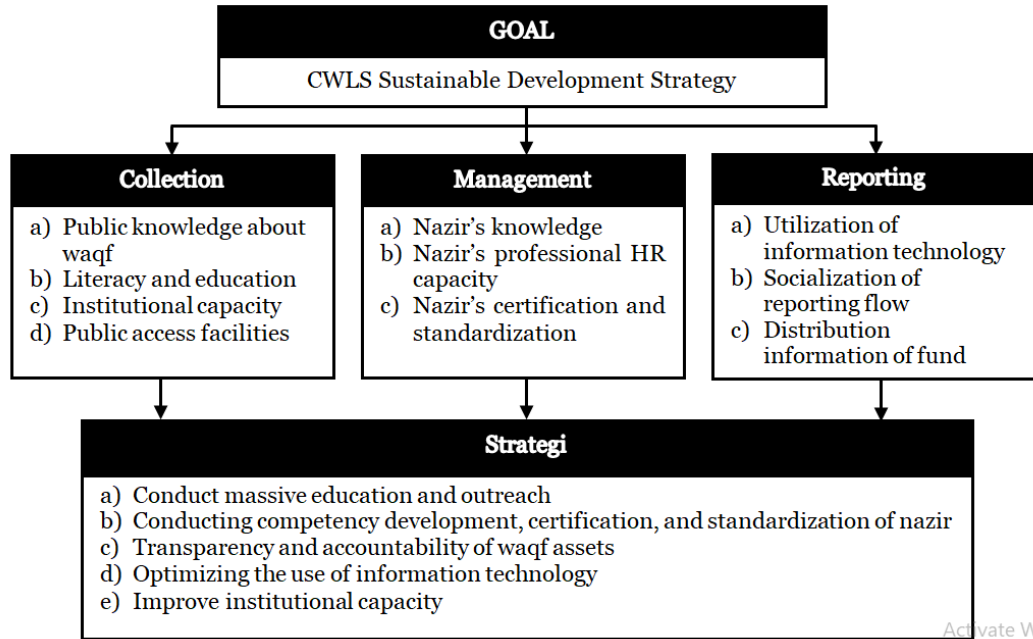 GOAL
CWLS Sustainable Development Strategy
Collection
a) Public knowledge about
waqf
b) Literacy and education
c) Institutional capacity
d) Public access facilities
Management
a) Nazir's knowledge
b) Nazir's professional HR
capacity
c) Nazir's certification and
standardization
Reporting
a) Utilization of
information technology
b) Socialization of
reporting flow
c) Distribution
information of fund
Strategi
a) Conduct massive education and outreach
b) Conducting competency development, certification, and standardization of nazir
c) Transparency and accountability of waqf assets
d) Optimizing the use of information technology
e) Improve institutional capacity
Activate W